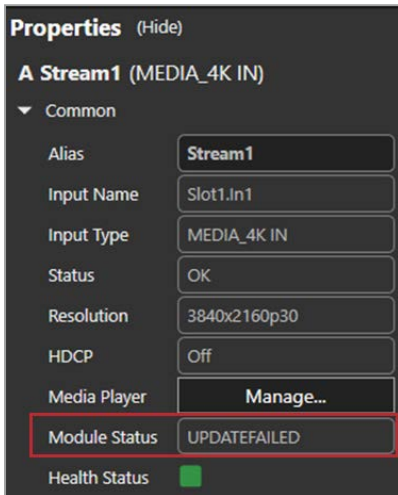 Properties (Hide)
A Stream1 (MEDIA_4K IN)
Common
Alias Stream1
Input Name Slot1.In1
Input Type MEDIA_4K IN
Status OK
Resolution 3840x2160p30
HDCP Off
Media Player Manage...
Module Status UPDATEFAILED
Health Status